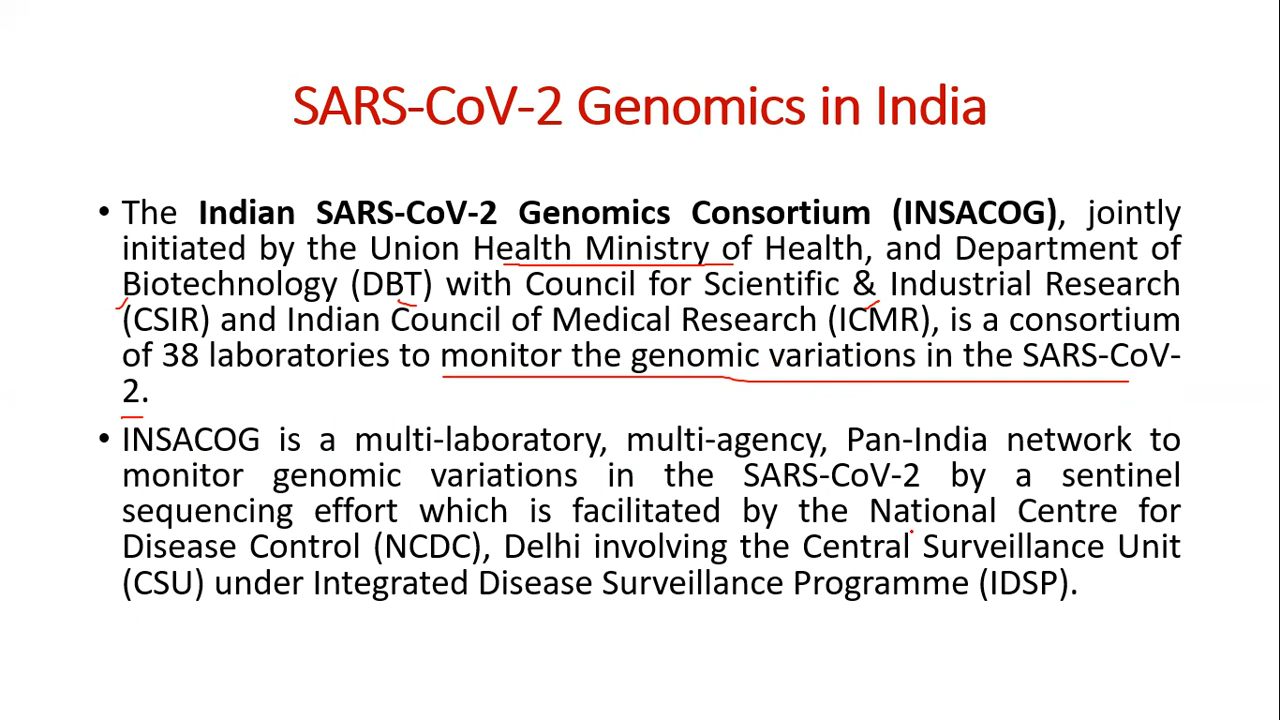 SARS-CoV-2 Genomics in India
• The Indian SARS-CoV-2 Genomics Consortium (INSACOG), jointly
initiated by the Union Health Ministry of Health, and Department of
Biotechnology (DBT) with Council for Scientific & Industrial Research
(CSIR) and Indian Council of Medical Research (ICMR), is a consortium
of 38 laboratories to monitor the genomic variations in the SARS-CoV-
2.
• INSACOG is a multi-laboratory, multi-agency, Pan-India network to
monitor genomic variations in the SARS-CoV-2 by a sentinel
sequencing effort which is facilitated by the National Centre for
Disease Control (NCDC), Delhi involving the Central Surveillance Unit
(CSU) under Integrated Disease Surveillance Programme (IDSP).